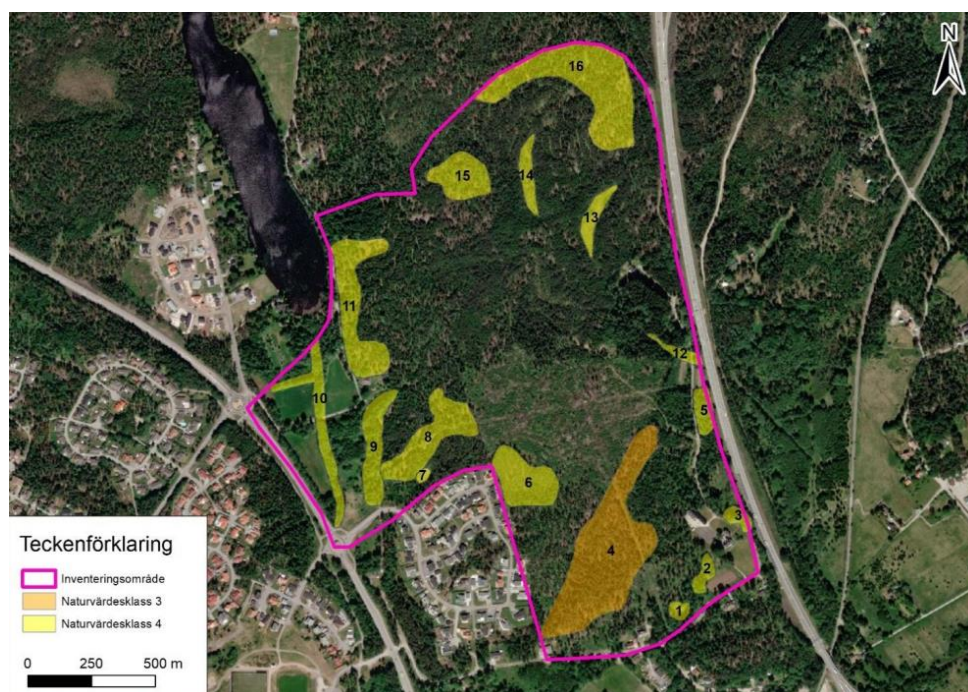 N
16
15
14
13
11
12
10
5
9
8
7
6
3
4
2
1
Teckenförklaring
Inventeringsområde
Naturvärdesklass 3
Naturvärdesklass 4
0 250 500 m